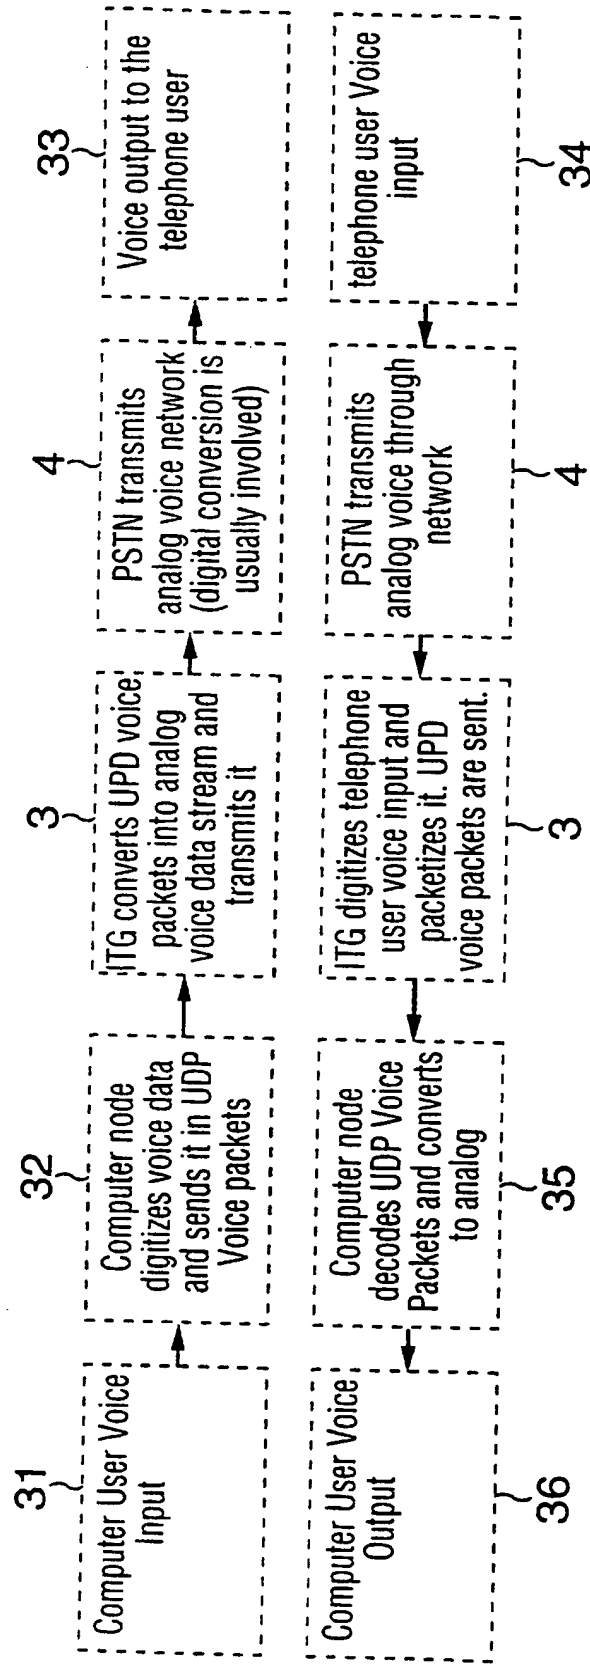 31
Computer User Voice
Input
32
Computer node
digitizes voice data
and sends it in UDP
Voice packets
3
ITG converts UPD voice
packets into analog
voice data stream and
transmits it
4
PSTN transmits
analog voice network
(digital conversion is
usually involved)
33
Voice output to the
telephone user
Computer User Voice
Output
36
Computer node
decodes UDP Voice
Packets and converts
to analog
35
ITG digitizes telephone
user voice input and
packetizes it. UPD
voice packets are sent.
3
PSTN transmits
analog voice through
network
4
telephone user Voice
input
34